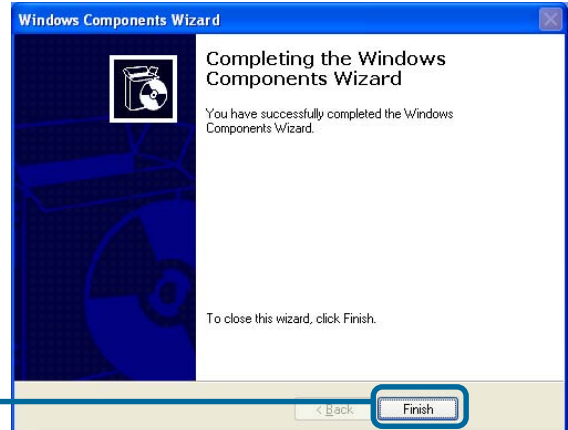 Windows Components Wizard
Completing the Windows
Components Wizard
You have successfully completed the Windows
Components Wizard.
To close this wizard, click Finish.
< Back
Finish